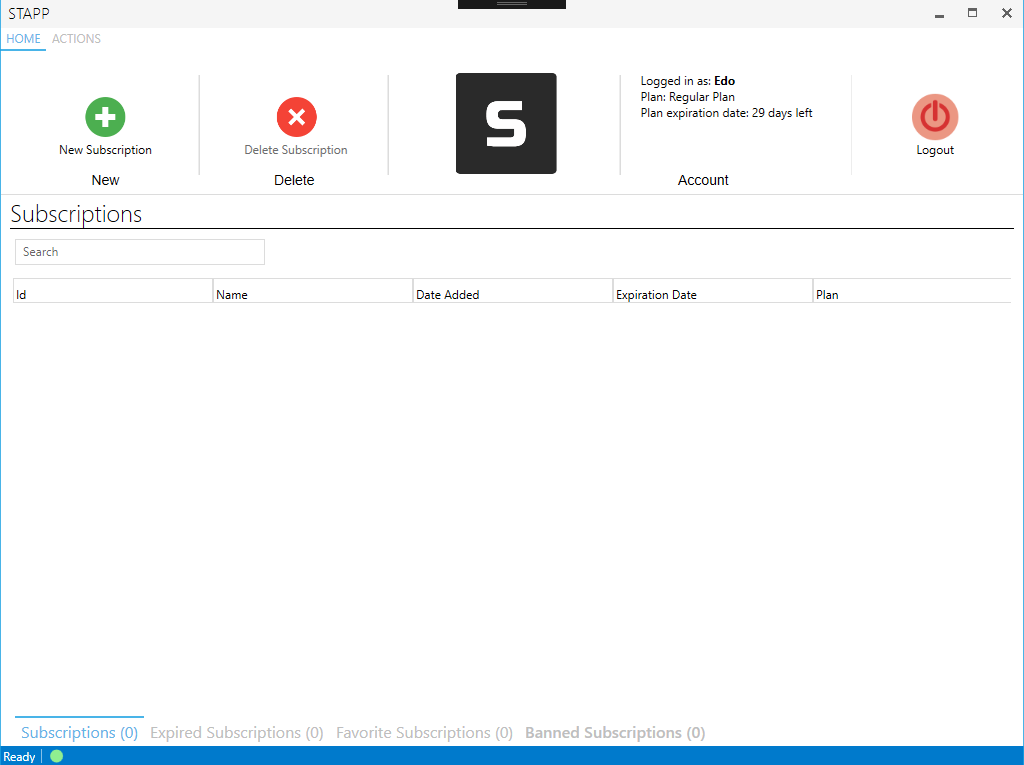 STAPP
HOME ACTIONS
New Subscription
New
Delete Subscription
Delete
S
Logged in as: Edo
Plan: Regular Plan
Plan expiration date: 29 days left
Account
Logout
Subscriptions
Search
Id Name Date Added Expiration Date Plan
Subscriptions (0) Expired Subscriptions (0) Favorite Subscriptions (0) Banned Subscriptions (0)
Ready